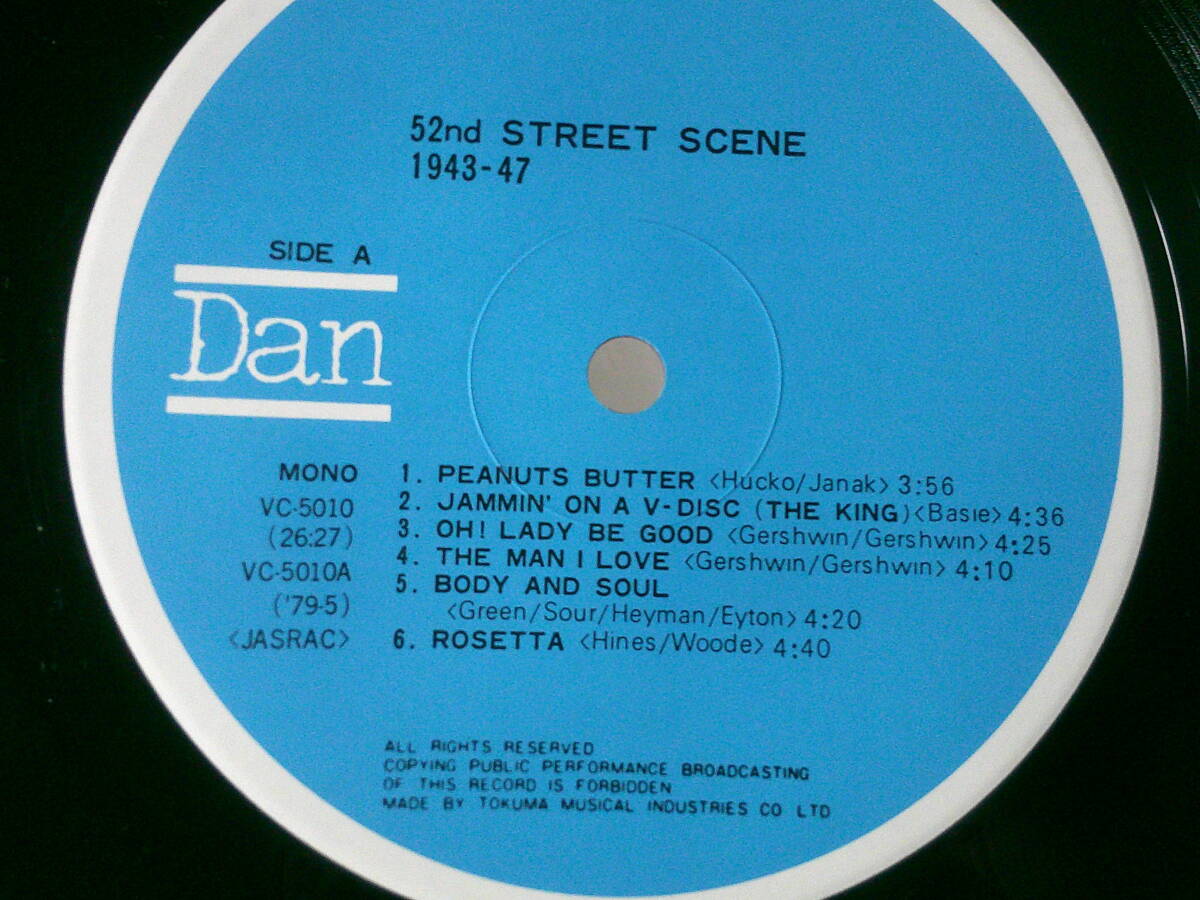 52nd STREET SCENE
1943-47
SIDE A
Dan
MONO
VC-5010
(26:27)
VC-5010A
('79-5)
<JASRAC>
1. PEANUTS BUTTER <Hucko/Janak> 3:56
2. JAMMIN' ON A V-DISC (THE KING)<Basie> 4:36
3. OH! LADY BE GOOD <Gershwin/Gershwin> 4:25
4. THE MAN I LOVE <Gershwin/Gershwin> 4:10
5. BODY AND SOUL
<Green/Sour/Heyman/Eyton> 4:20
6. ROSETTA <Hines/Woode> 4:40
ALL RIGHTS RESERVED
COPYING PUBLIC PERFORMANCE BROADCASTING
OF THIS RECORD IS FORBIDDEN
MADE BY TOKUMA MUSICAL INDUSTRIES CO LTD